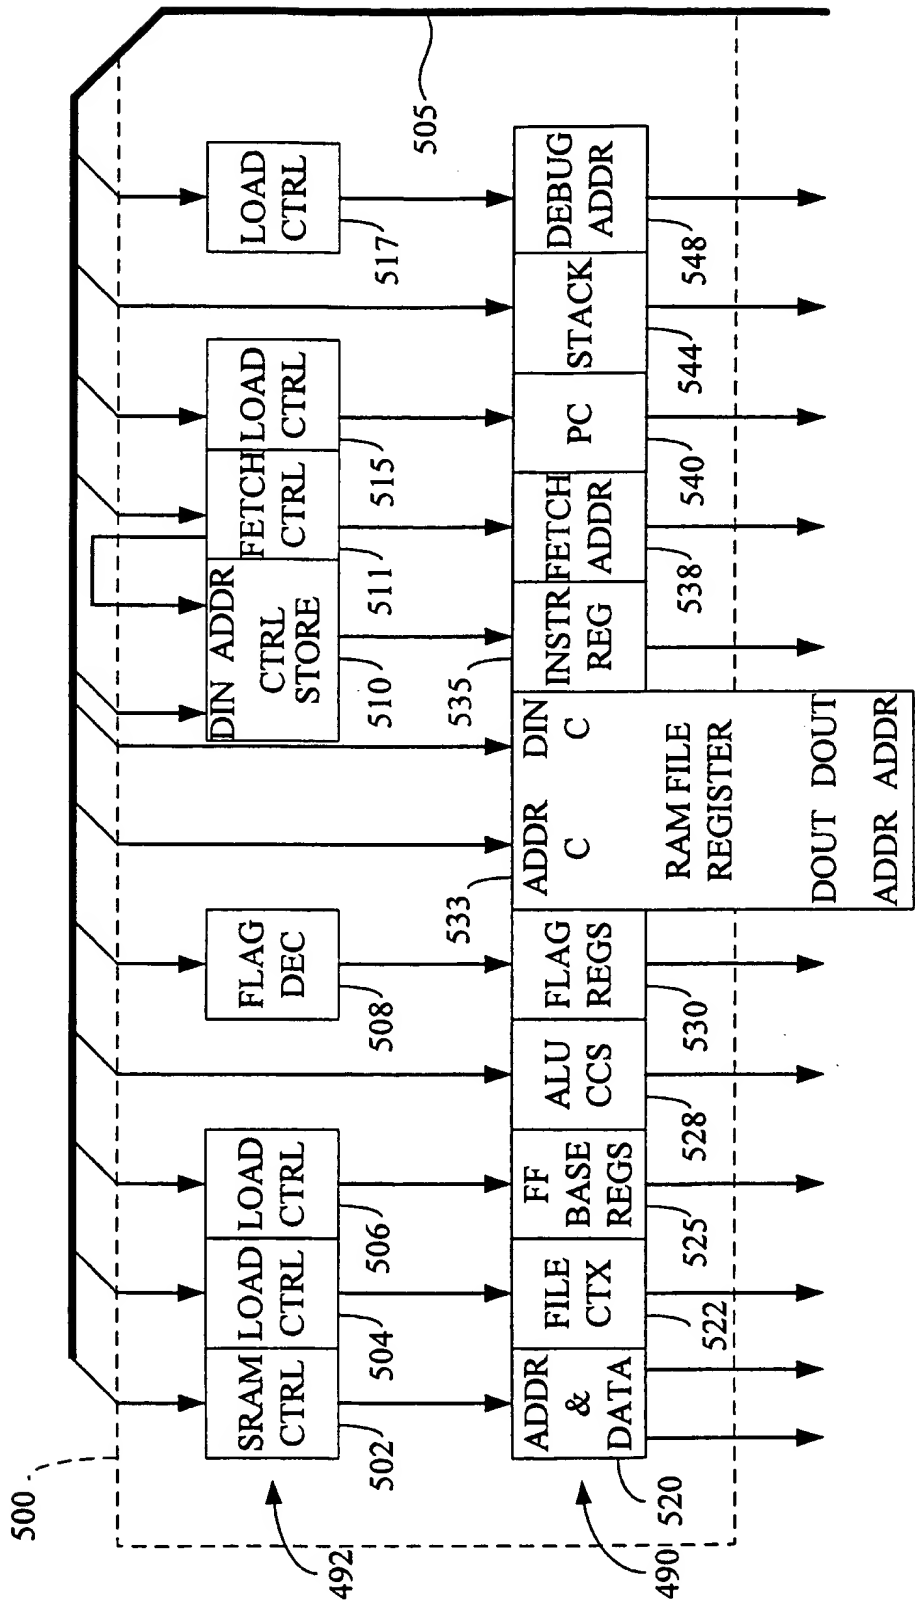 500
492
490
SRAM
CTRL
502
LOAD
CTRL
504
LOAD
CTRL
506
FLAG
DEC
508
DIN ADDR
CTRL
STORE
510
FETCH
CTRL
511
LOAD
CTRL
515
LOAD
CTRL
517
505
ADDR
&
DATA
520
FILE
CTX
522
FF
BASE
REGS
525
ALU
CCS
528
FLAG
REGS
530
533
ADDR DIN
C C
RAM FILE
REGISTER
DOUT DOUT
ADDR ADDR
535
INSTR
REG
FETCH
ADDR
538
PC
540
STACK
544
DEBUG
ADDR
548